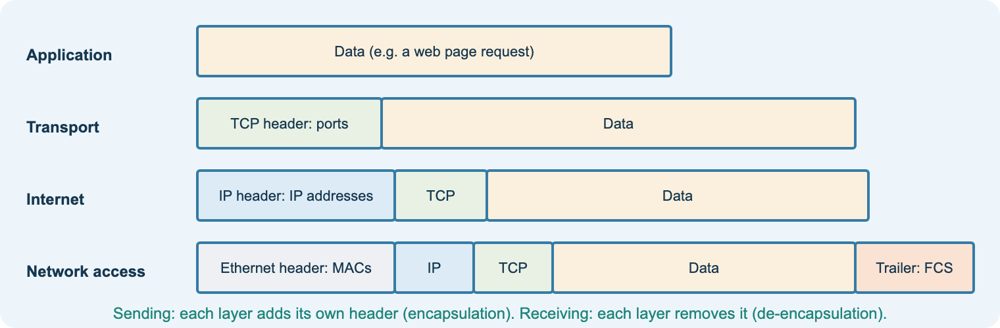 Application
Data (e.g. a web page request)
Transport
TCP header: ports
Data
Internet
IP header: IP addresses
TCP
Data
Network access
Ethernet header: MACs
IP
TCP
Data
Trailer: FCS
Sending: each layer adds its own header (encapsulation). Receiving: each layer removes it (de-encapsulation).